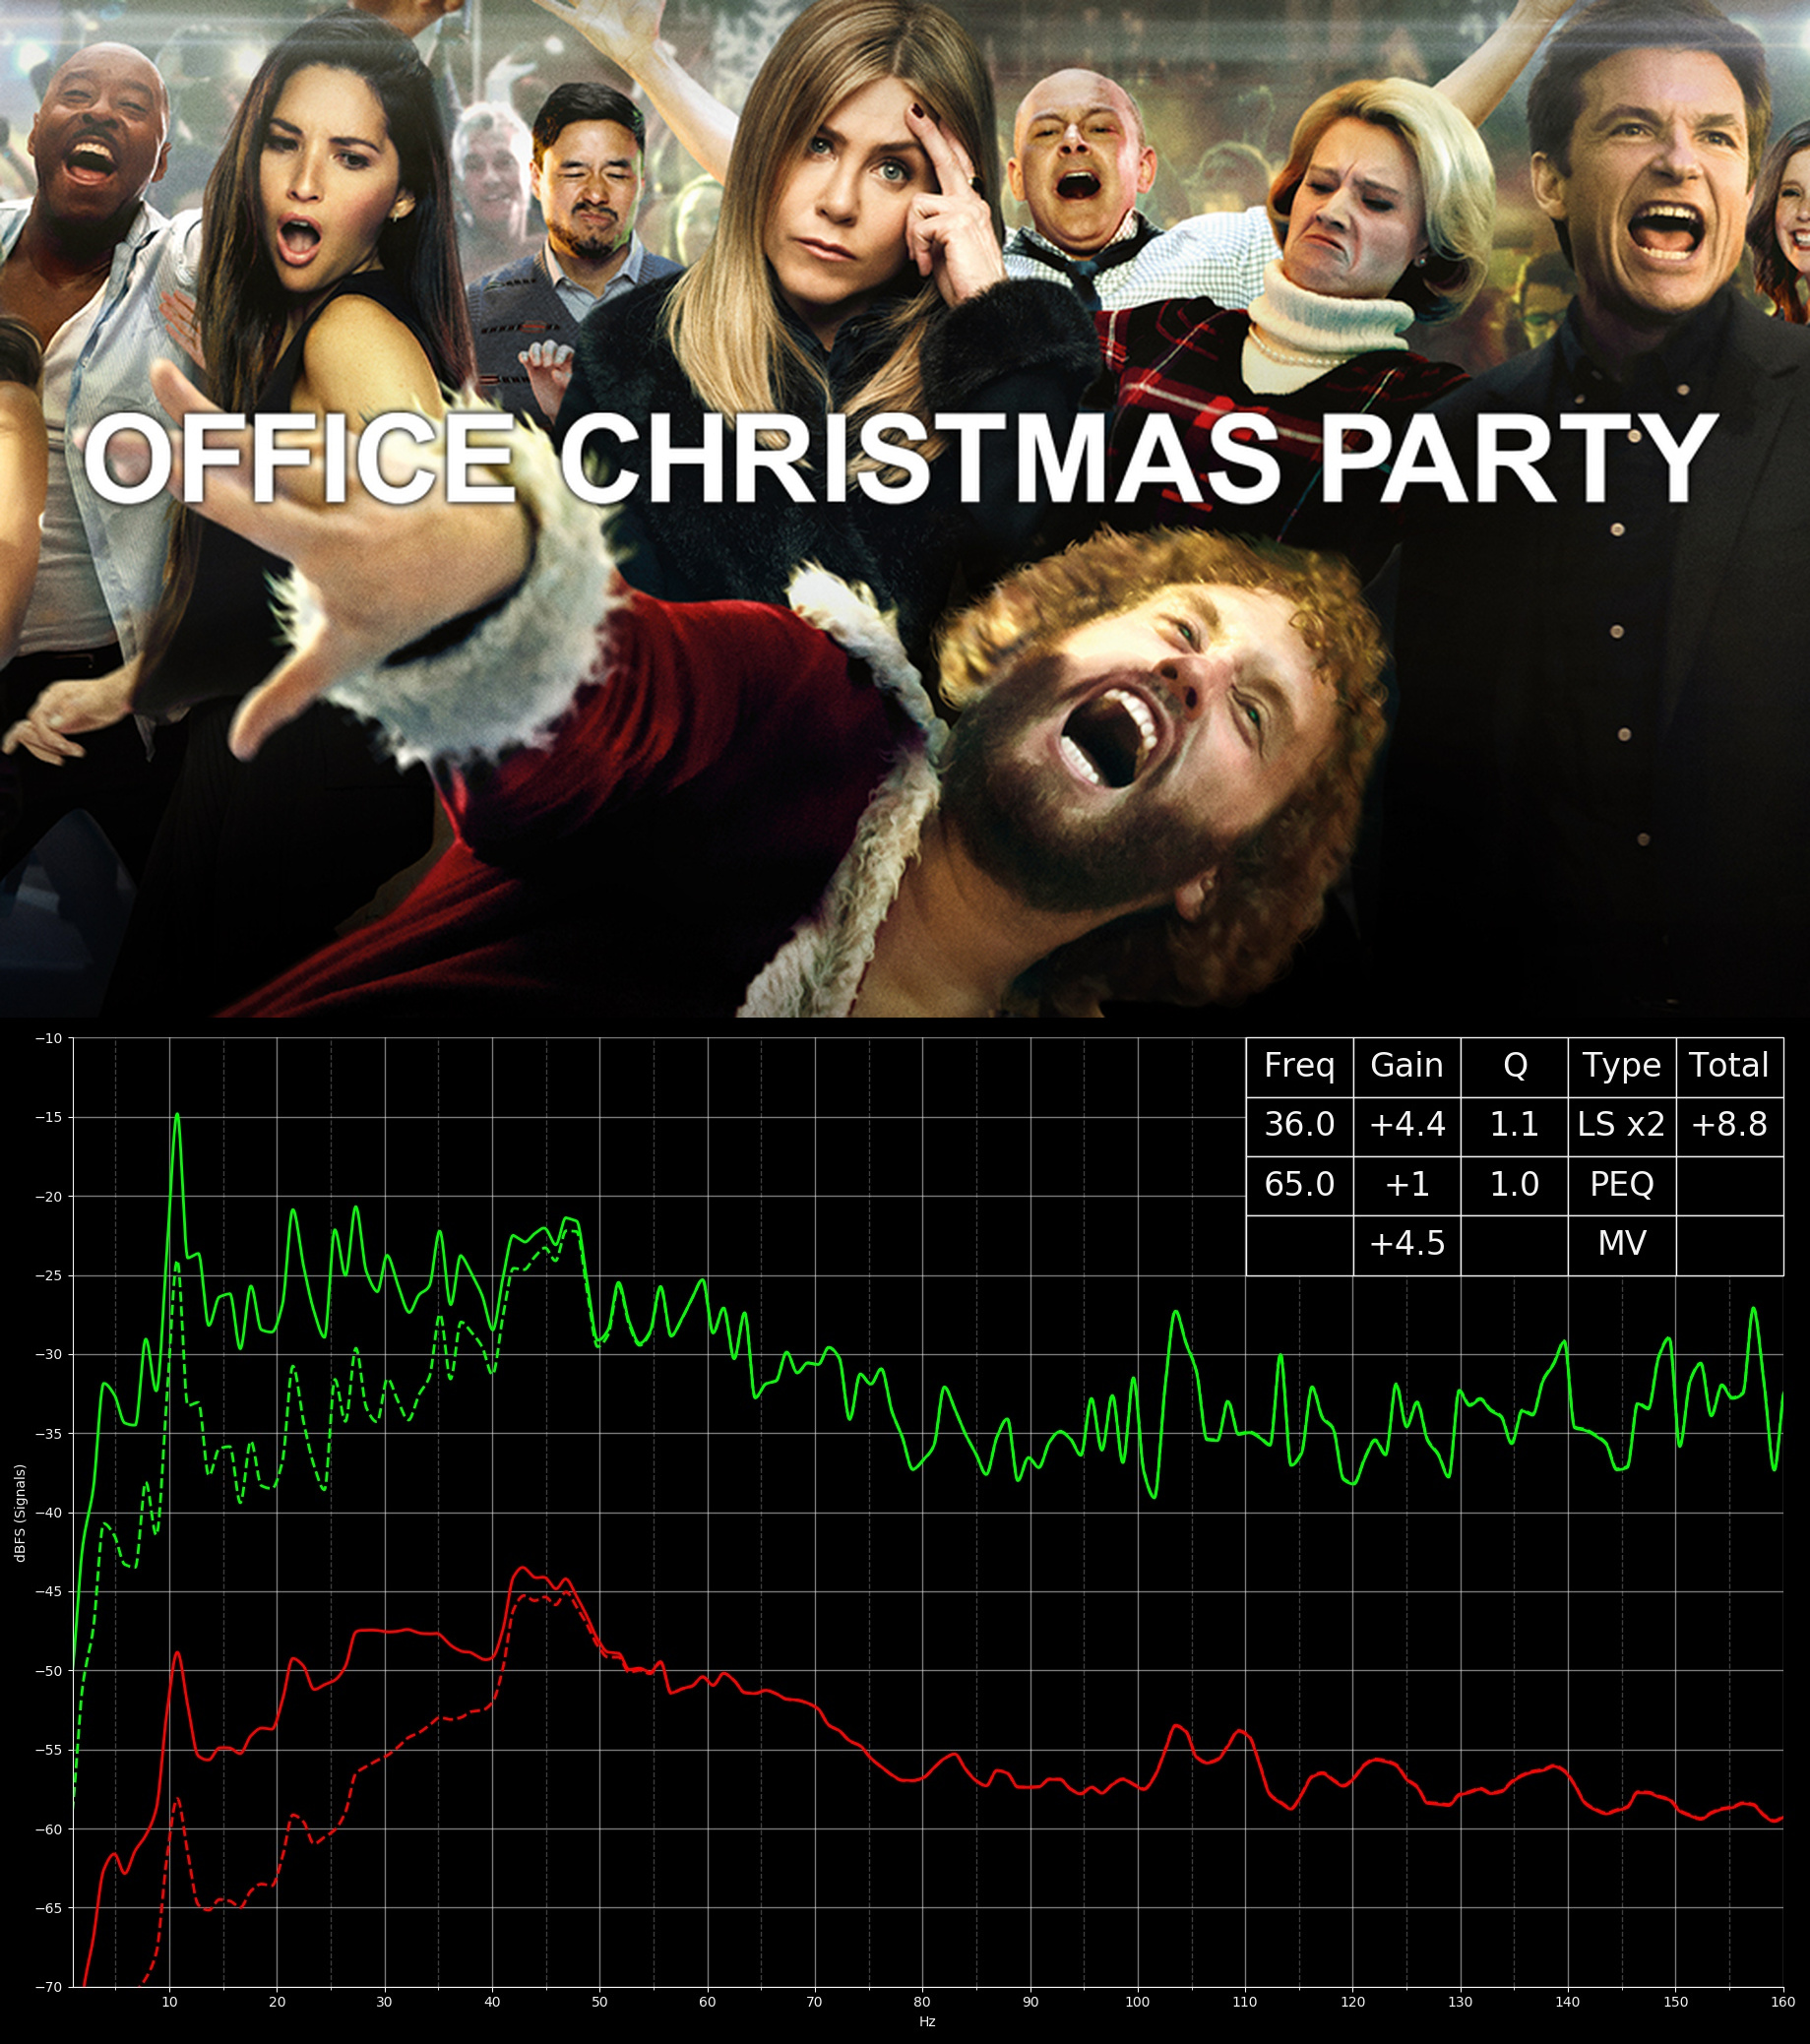 OFFICE CHRISTMAS PARTY
Freq Gain Q Type Total
36.0 +4.4 1.1 LS x2 +8.8
65.0 +1 1.0 PEQ
+4.5 MV
−10
−15
−20
−25
−30
−35
−40
−45
−50
−55
−60
−65
−70
dBFS (Signals)
10 20 30 40 50 60 70 80 90 100 110 120 130 140 150 160
Hz